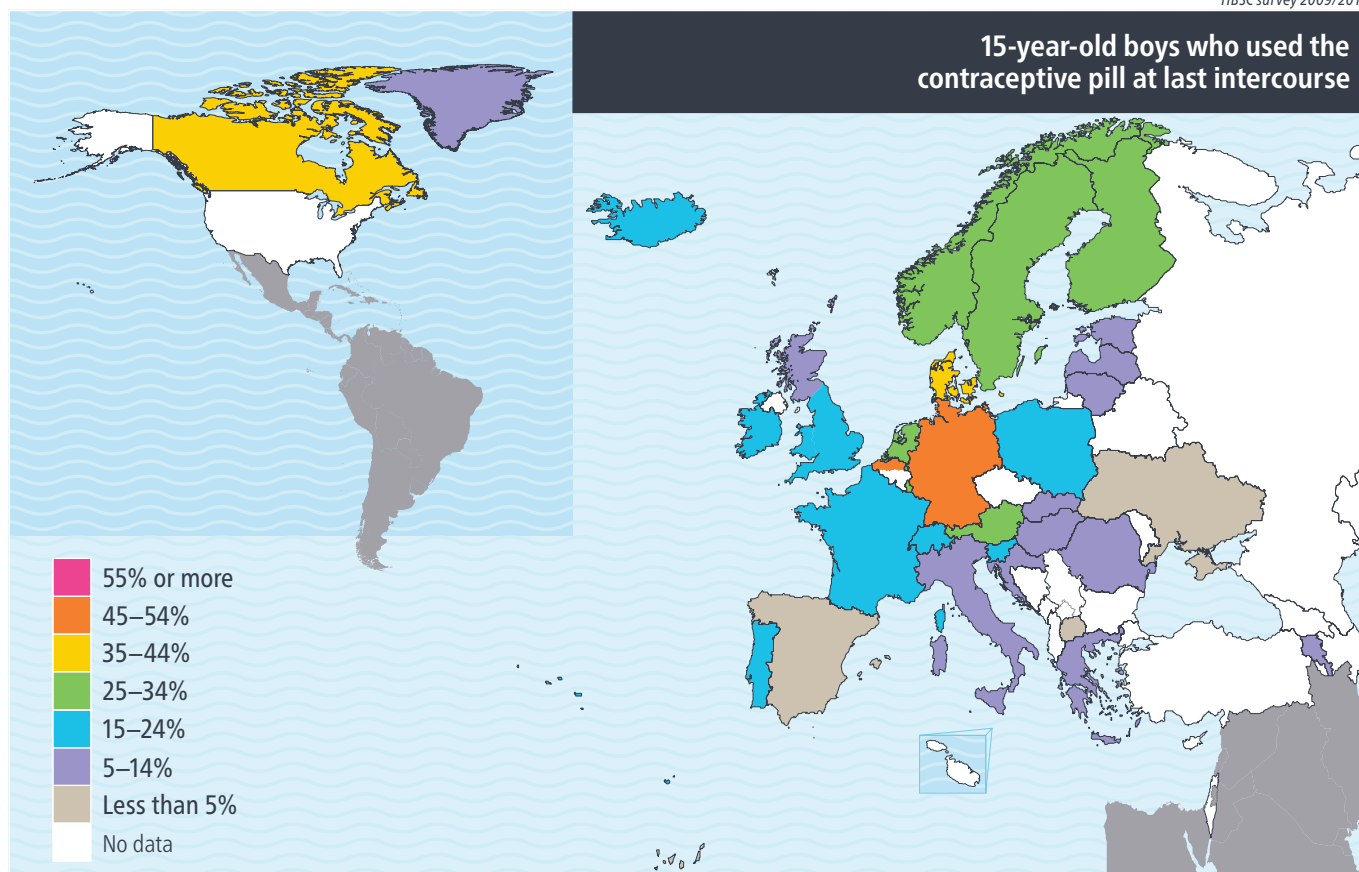 15-year-old boys who used the
contraceptive pill at last intercourse
55% or more
45–54%
35–44%
25–34%
15–24%
5–14%
Less than 5%
No data